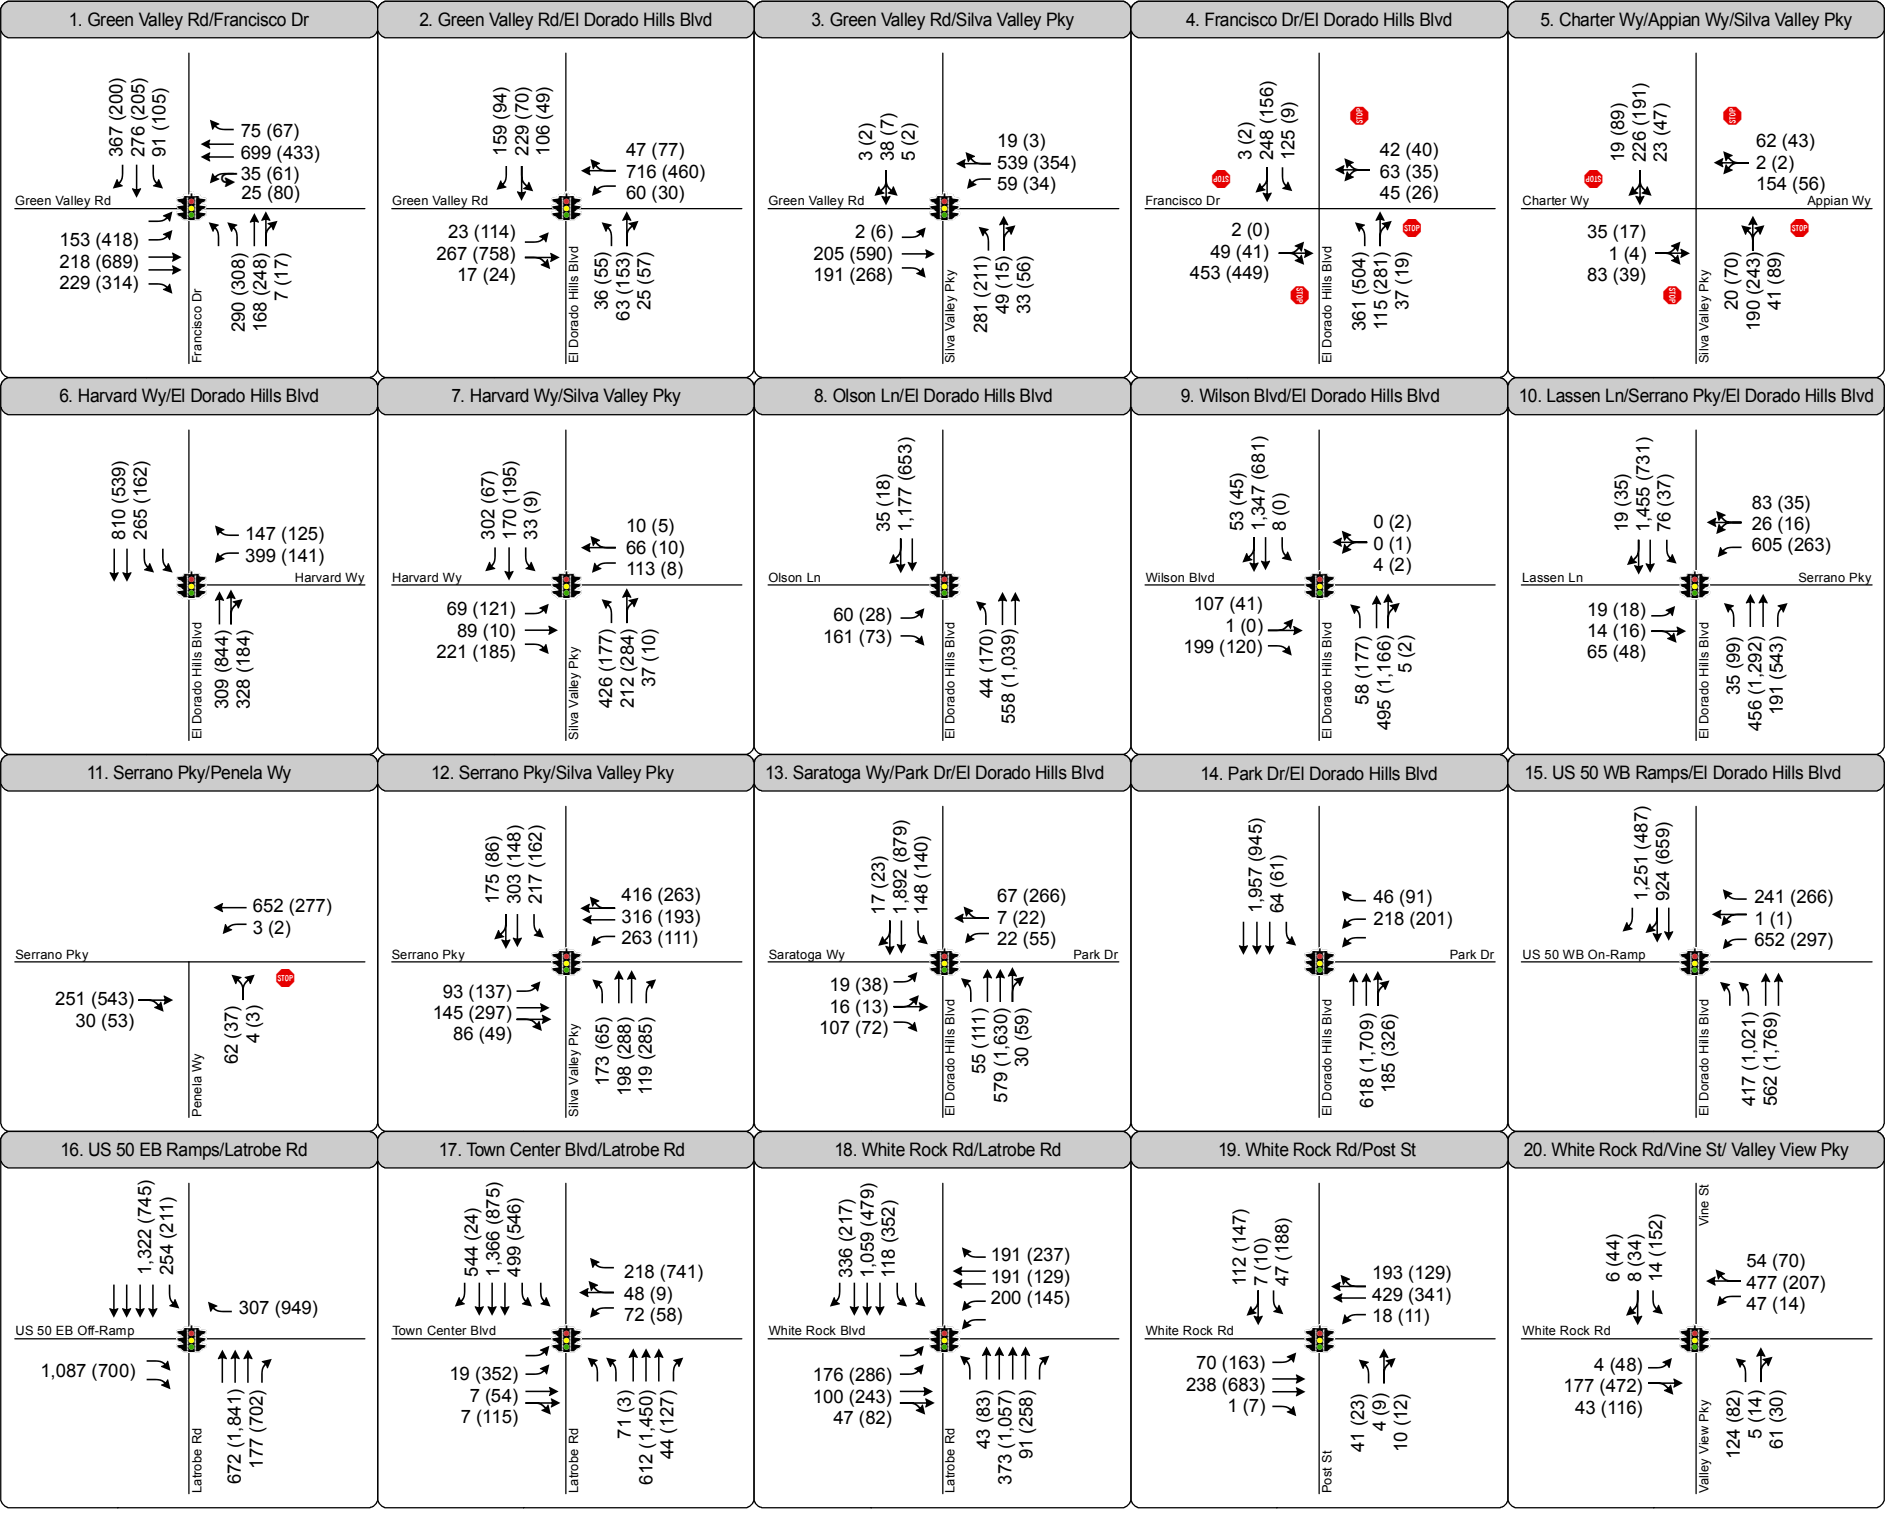 1. Green Valley Rd/Francisco Dr
367 (200)
276 (205)
91 (105)
75 (67)
699 (433)
35 (61)
25 (80)
Green Valley Rd
153 (418)
218 (689)
229 (314)
Francisco Dr
290 (308)
168 (248)
7 (17)
2. Green Valley Rd/El Dorado Hills Blvd
159 (94)
229 (70)
106 (49)
47 (77)
716 (460)
60 (30)
Green Valley Rd
23 (114)
267 (758)
17 (24)
El Dorado Hills Blvd
36 (55)
63 (153)
25 (57)
3. Green Valley Rd/Silva Valley Pky
3 (2)
38 (7)
5 (2)
19 (3)
539 (354)
59 (34)
Green Valley Rd
2 (6)
205 (590)
191 (268)
Silva Valley Pky
281 (211)
49 (15)
33 (56)
4. Francisco Dr/El Dorado Hills Blvd
3 (2)
248 (156)
125 (9)
STOP
42 (40)
63 (35)
45 (26)
STOP
Francisco Dr
2 (0)
49 (41)
453 (449)
STOP
STOP
El Dorado Hills Blvd
361 (504)
115 (281)
37 (19)
5. Charter Wy/Appian Wy/Silva Valley Pky
19 (89)
226 (191)
23 (47)
STOP
62 (43)
2 (2)
154 (56)
STOP
Charter Wy
Appian Wy
35 (17)
1 (4)
83 (39)
STOP
STOP
Silva Valley Pky
20 (70)
190 (243)
41 (89)
6. Harvard Wy/El Dorado Hills Blvd
810 (539)
265 (162)
147 (125)
399 (141)
Harvard Wy
El Dorado Hills Blvd
309 (844)
328 (184)
7. Harvard Wy/Silva Valley Pky
302 (67)
170 (195)
33 (9)
10 (5)
66 (10)
113 (8)
Harvard Wy
69 (121)
89 (10)
221 (185)
Silva Valley Pky
426 (177)
212 (284)
37 (10)
8. Olson Ln/El Dorado Hills Blvd
35 (18)
1,177 (653)
Olson Ln
60 (28)
161 (73)
El Dorado Hills Blvd
44 (170)
558 (1,039)
9. Wilson Blvd/El Dorado Hills Blvd
53 (45)
1,347 (681)
8 (0)
0 (2)
0 (1)
4 (2)
Wilson Blvd
107 (41)
1 (0)
199 (120)
El Dorado Hills Blvd
58 (177)
495 (1,166)
5 (2)
10. Lassen Ln/Serrano Pky/El Dorado Hills Blvd
19 (35)
1,455 (731)
76 (37)
83 (35)
26 (16)
605 (263)
Lassen Ln
Serrano Pky
19 (18)
14 (16)
65 (48)
El Dorado Hills Blvd
35 (99)
456 (1,292)
191 (543)
11. Serrano Pky/Penela Wy
652 (277)
3 (2)
Serrano Pky
STOP
251 (543)
30 (53)
Penela Wy
62 (37)
4 (3)
12. Serrano Pky/Silva Valley Pky
175 (86)
303 (148)
217 (162)
416 (263)
316 (193)
263 (111)
Serrano Pky
93 (137)
145 (297)
86 (49)
Silva Valley Pky
173 (65)
198 (288)
119 (285)
13. Saratoga Wy/Park Dr/El Dorado Hills Blvd
17 (23)
1,892 (879)
148 (140)
67 (266)
7 (22)
22 (55)
Saratoga Wy
Park Dr
19 (38)
16 (13)
107 (72)
El Dorado Hills Blvd
55 (111)
579 (1,630)
30 (59)
14. Park Dr/El Dorado Hills Blvd
1,957 (945)
64 (61)
46 (91)
218 (201)
Park Dr
El Dorado Hills Blvd
618 (1,709)
185 (326)
15. US 50 WB Ramps/El Dorado Hills Blvd
1,251 (487)
924 (659)
241 (266)
1 (1)
652 (297)
US 50 WB On-Ramp
El Dorado Hills Blvd
417 (1,021)
562 (1,769)
16. US 50 EB Ramps/Latrobe Rd
1,322 (745)
254 (211)
307 (949)
US 50 EB Off-Ramp
1,087 (700)
Latrobe Rd
672 (1,841)
177 (702)
17. Town Center Blvd/Latrobe Rd
544 (24)
1,366 (875)
499 (546)
218 (741)
48 (9)
72 (58)
Town Center Blvd
19 (352)
7 (54)
7 (115)
Latrobe Rd
71 (3)
612 (1,450)
44 (127)
18. White Rock Rd/Latrobe Rd
336 (217)
1,059 (479)
118 (352)
191 (237)
191 (129)
200 (145)
White Rock Blvd
176 (286)
100 (243)
47 (82)
Latrobe Rd
43 (83)
373 (1,057)
91 (258)
19. White Rock Rd/Post St
112 (147)
7 (10)
47 (188)
193 (129)
429 (341)
18 (11)
White Rock Rd
70 (163)
238 (683)
1 (7)
Post St
41 (23)
4 (9)
10 (12)
20. White Rock Rd/Vine St/ Valley View Pky
Vine St
6 (44)
8 (34)
14 (152)
54 (70)
477 (207)
47 (14)
White Rock Rd
4 (48)
177 (472)
43 (116)
Valley View Pky
124 (82)
5 (14)
61 (30)